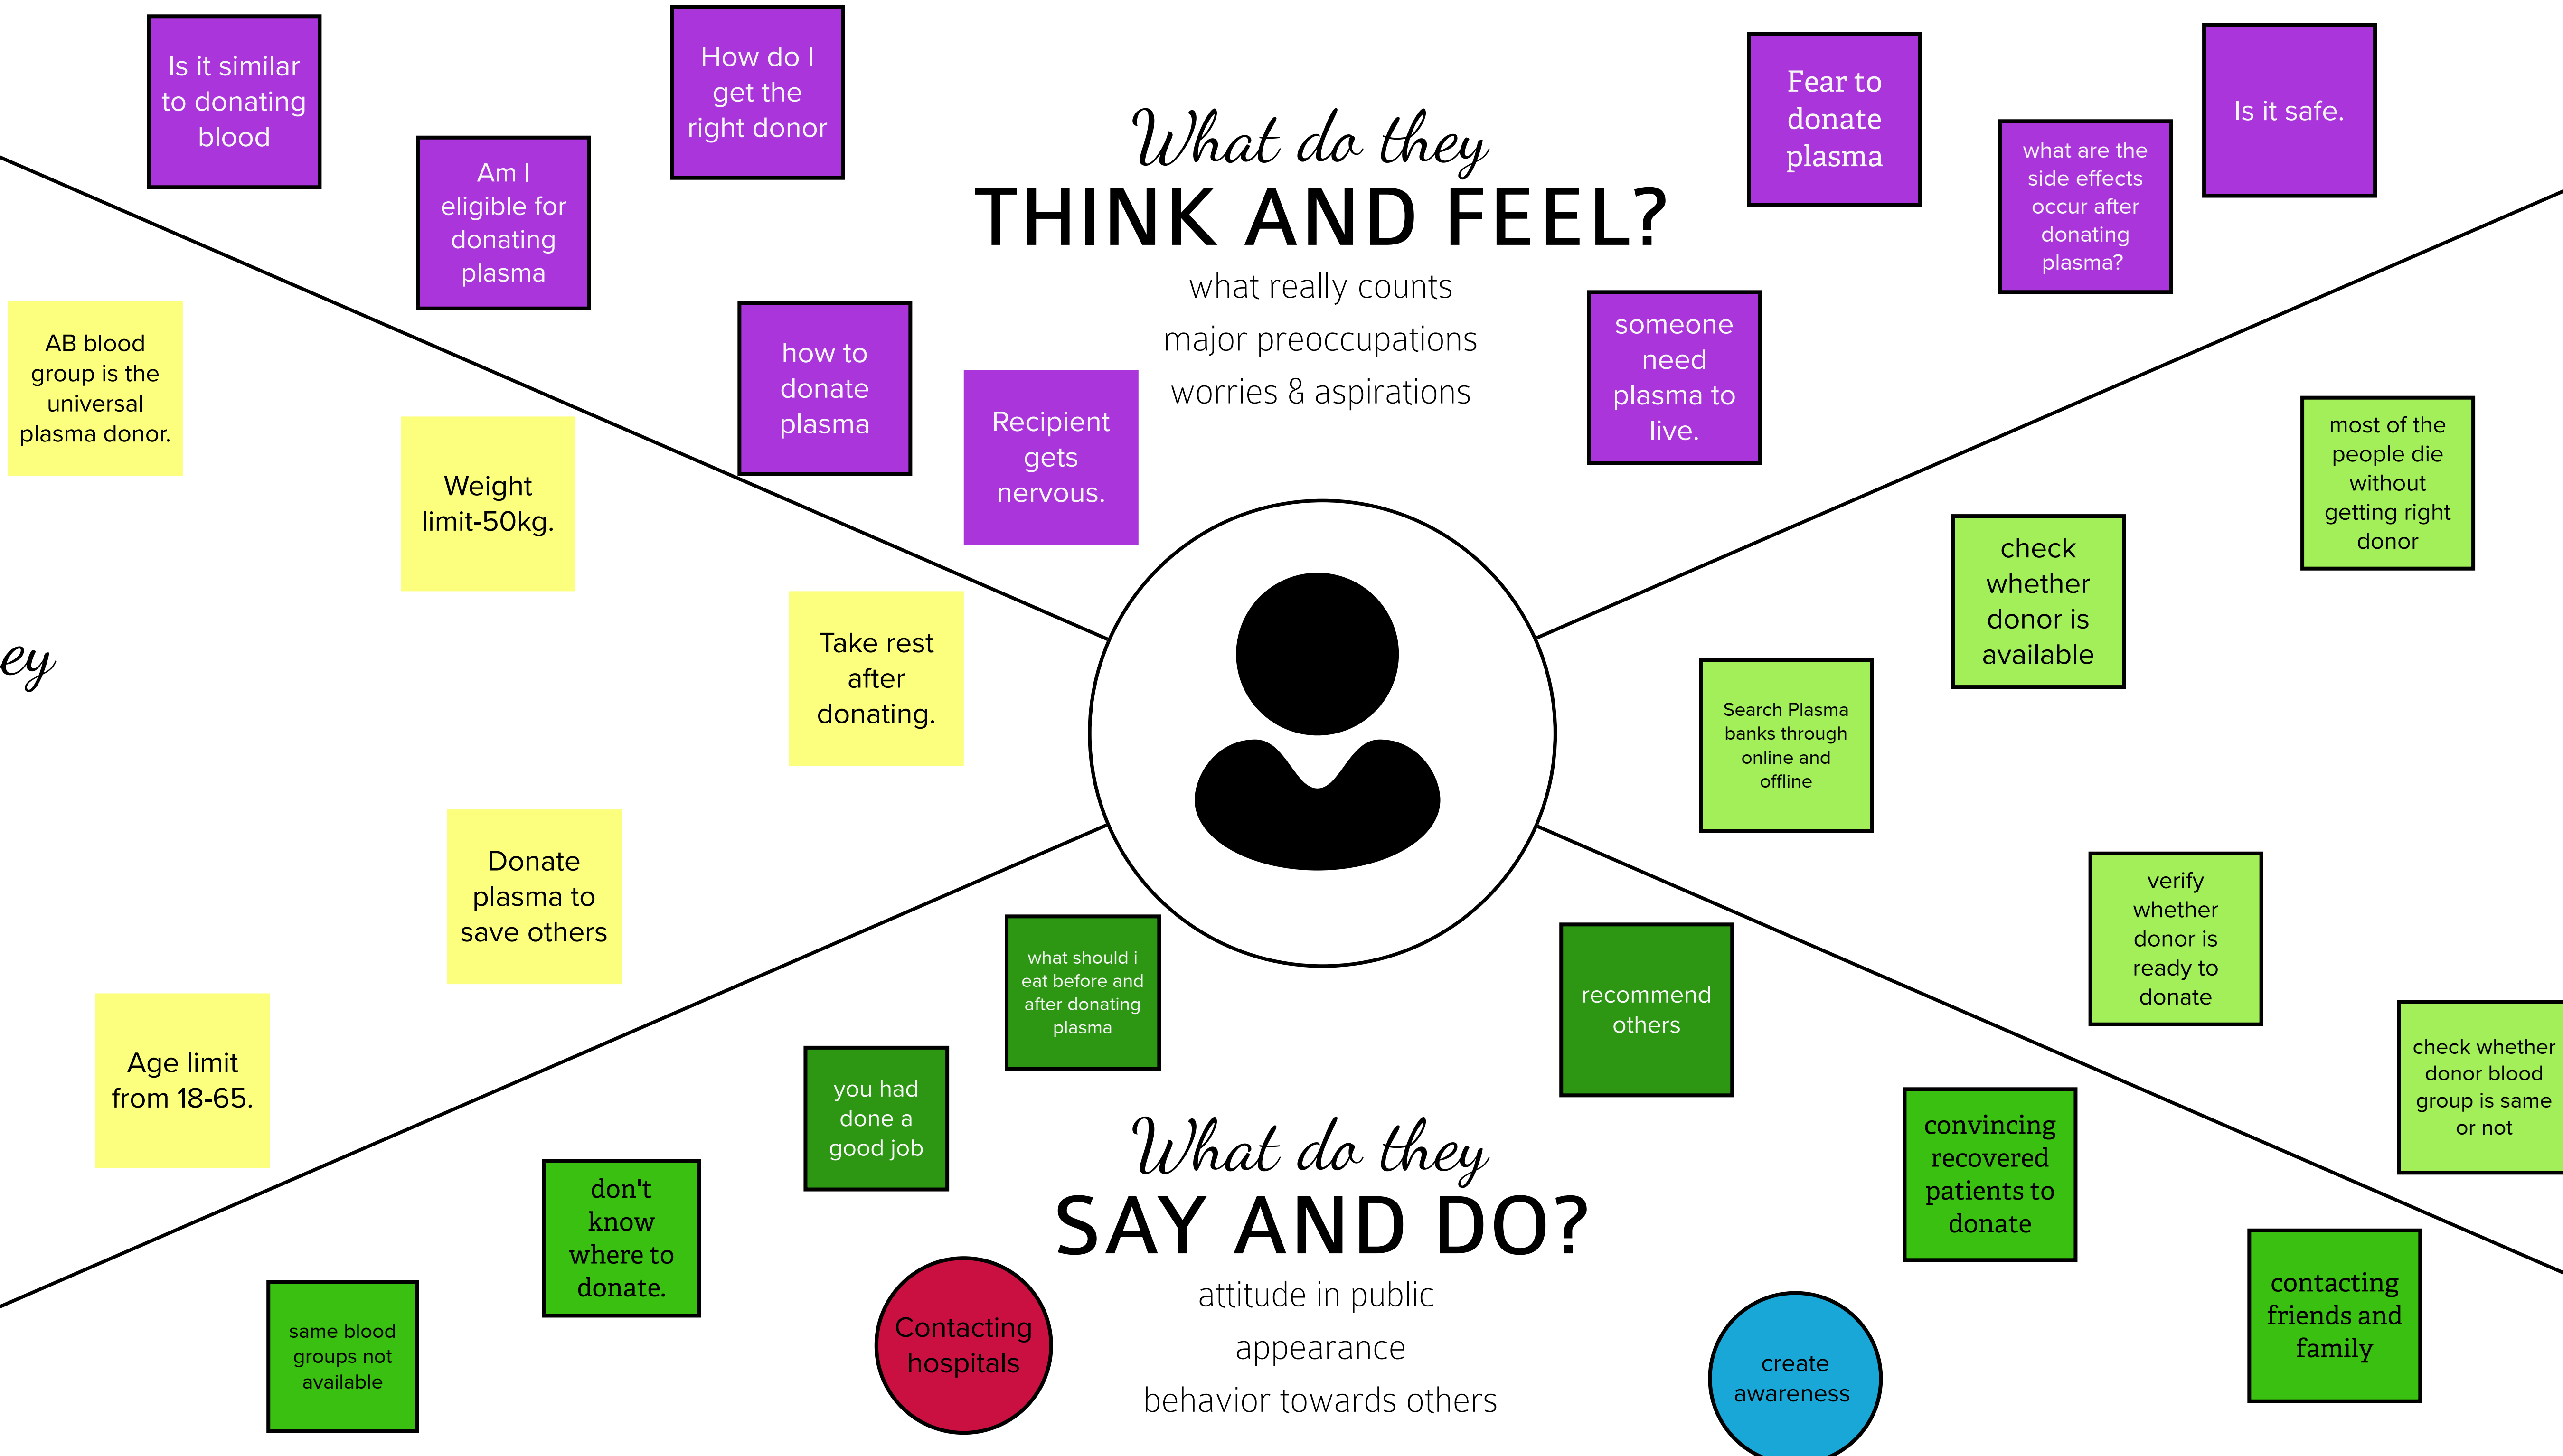 Is it similar
to donating
blood
How do I
get the
right donor
Am I
eligible for
donating
plasma
how to
donate
plasma
Recipient
gets
nervous.
What do they
THINK AND FEEL?
what really counts
major preoccupations
worries & aspirations
Fear to
donate
plasma
what are the
side effects
occur after
donating
plasma?
Is it safe.
someone
need
plasma to
live.
AB blood
group is the
universal
plasma donor.
Weight
limit-50kg.
Take rest
after
donating.
ey
Donate
plasma to
save others
Age limit
from 18-65.
most of the
people die
without
getting right
donor
check
whether
donor is
available
Search Plasma
banks through
online and
offline
verify
whether
donor is
ready to
donate
check whether
donor blood
group is same
or not
what should i
eat before and
after donating
plasma
you had
done a
good job
don't
know
where to
donate.
same blood
groups not
available
Contacting
hospitals
What do they
SAY AND DO?
attitude in public
appearance
behavior towards others
recommend
others
convincing
recovered
patients to
donate
contacting
friends and
family
create
awareness